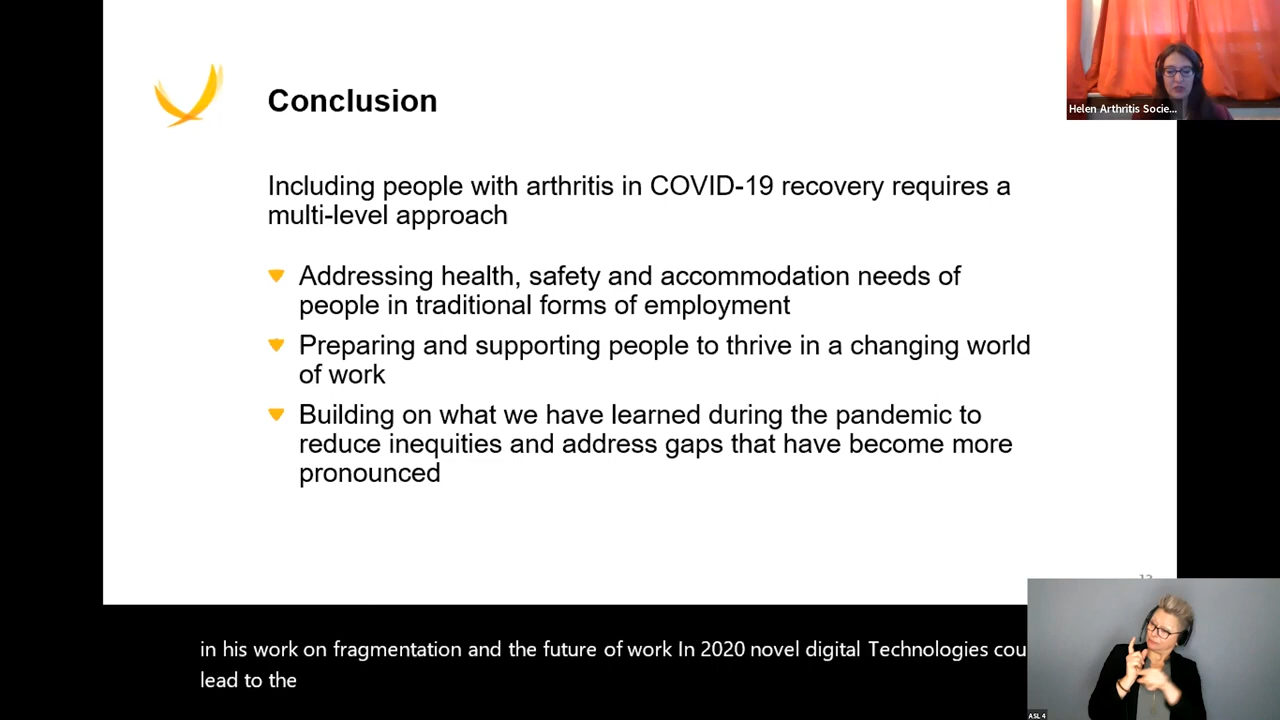 Conclusion
Helen Arthritis Socie...
Including people with arthritis in COVID-19 recovery requires a
multi-level approach
Addressing health, safety and accommodation needs of
people in traditional forms of employment
Preparing and supporting people to thrive in a changing world
of work
Building on what we have learned during the pandemic to
reduce inequities and address gaps that have become more
pronounced
in his work on fragmentation and the future of work In 2020 novel digital Technologies cou
lead to the
ASL 4